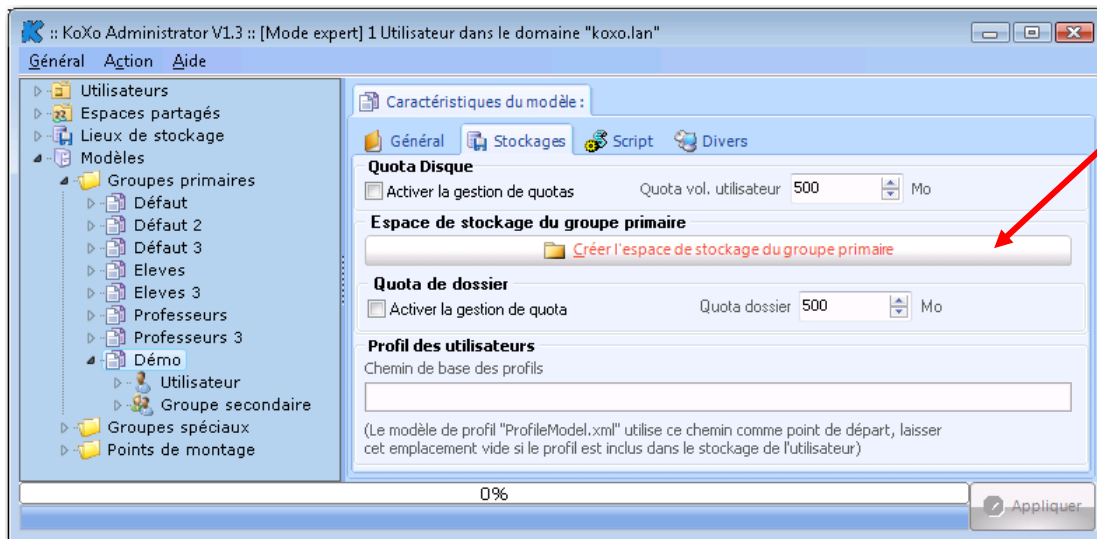 :: KoXo Administrator V1.3 :: [Mode expert] 1 Utilisateur dans le domaine "koxo.lan"
Général Action Aide
Utilisateurs
Espaces partagés
Lieux de stockage
Modèles
Groupes primaires
Défaut
Défaut 2
Défaut 3
Eleves
Eleves 3
Professeurs
Professeurs 3
Démo
Utilisateur
Groupe secondaire
Groupes spéciaux
Points de montage
Caractéristiques du modèle :
Général Stockages Script Divers
Quota Disque
Activer la gestion de quotas Quota vol. utilisateur 500 Mo
Espace de stockage du groupe primaire
Créer l'espace de stockage du groupe primaire
Quota de dossier
Activer la gestion de quota Quota dossier 500 Mo
Profil des utilisateurs
Chemin de base des profils
(Le modèle de profil "ProfileModel.xml" utilise ce chemin comme point de départ, laisser
cet emplacement vide si le profil est inclus dans le stockage de l'utilisateur)
0%
Appliquer